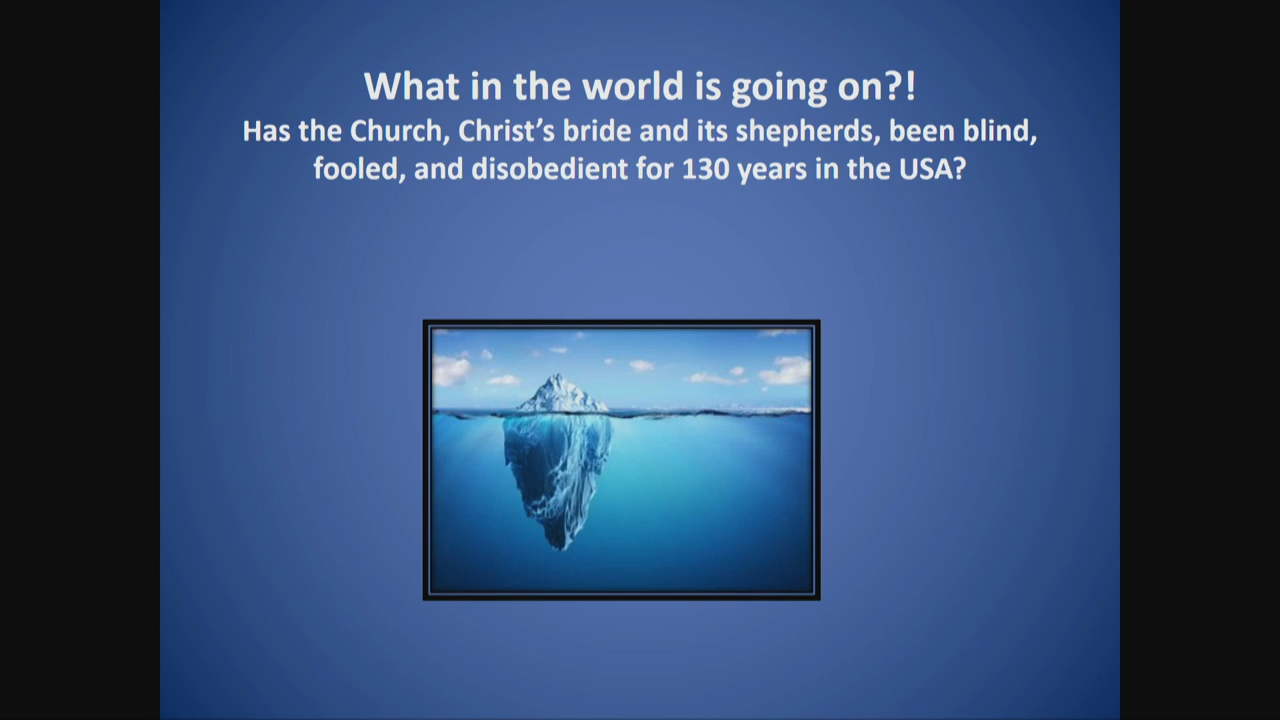 What in the world is going on?!
Has the Church, Christ’s bride and its shepherds, been blind,
fooled, and disobedient for 130 years in the USA?